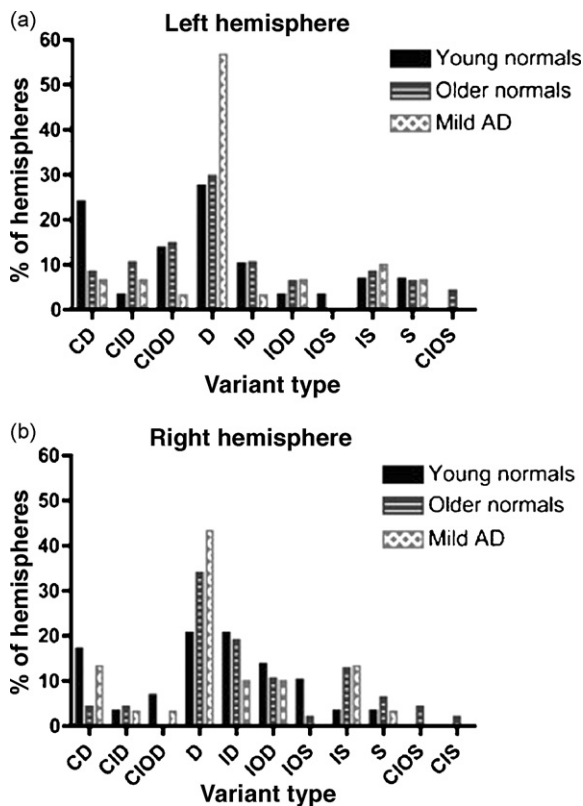 (a)
Left hemisphere
% of hemispheres
60
50
40
30
20
10
0
Young normals
Older normals
Mild AD
CD
CID
CIOD
D
ID
IOD
IOS
IS
S
CIOS
Variant type
(b)
Right hemisphere
% of hemispheres
60
50
40
30
20
10
0
Young normals
Older normals
Mild AD
CD
CID
CIOD
D
ID
IOD
IOS
IS
S
CIOS
CIS
Variant type